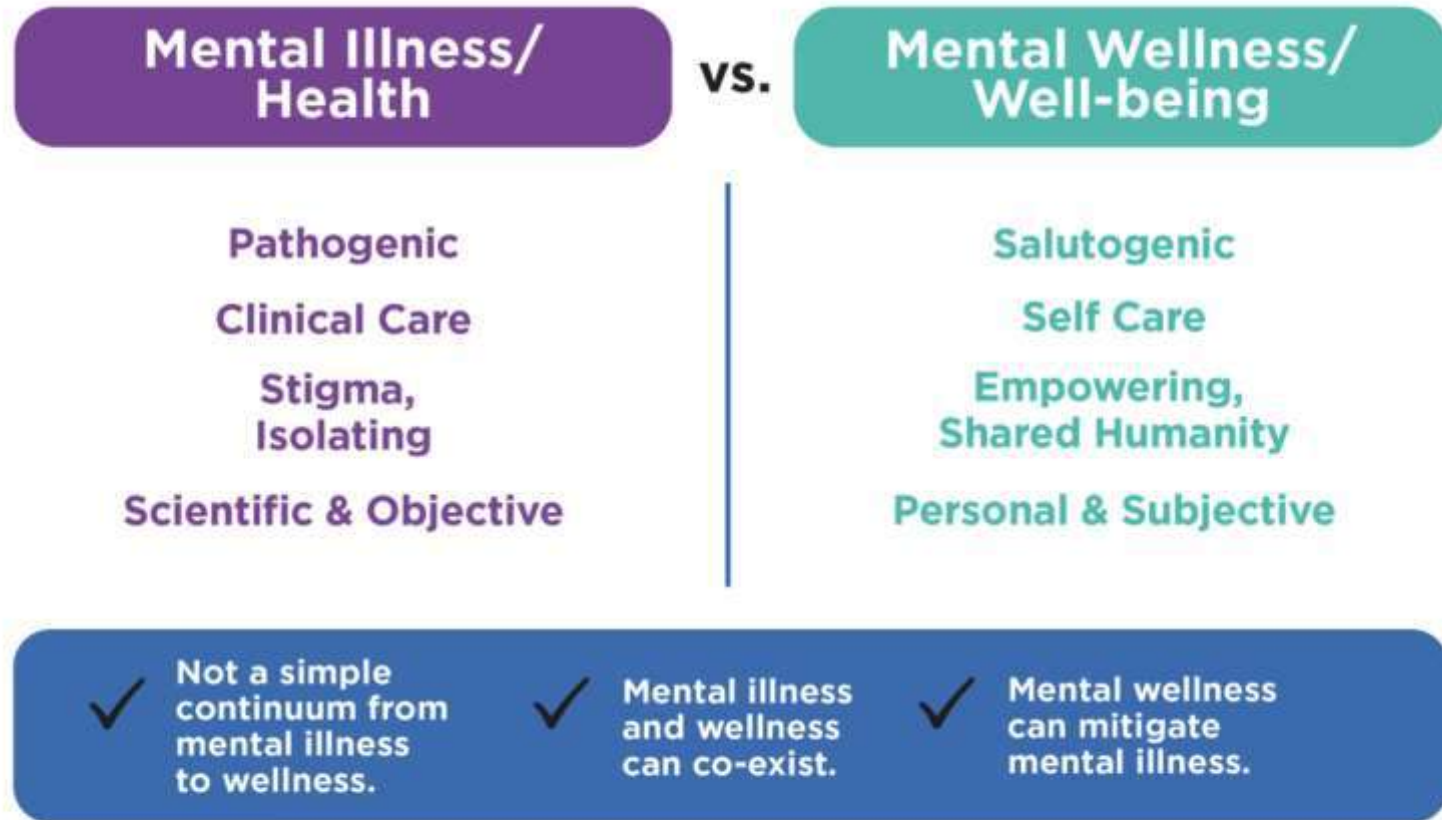 Mental Illness/
Health
vs.
Mental Wellness/
Well-being
Pathogenic
Clinical Care
Stigma,
Isolating
Scientific & Objective
Salutogenic
Self Care
Empowering,
Shared Humanity
Personal & Subjective
Not a simple
continuum from
mental illness
to wellness.
Mental illness
and wellness
can co-exist.
Mental wellness
can mitigate
mental illness.